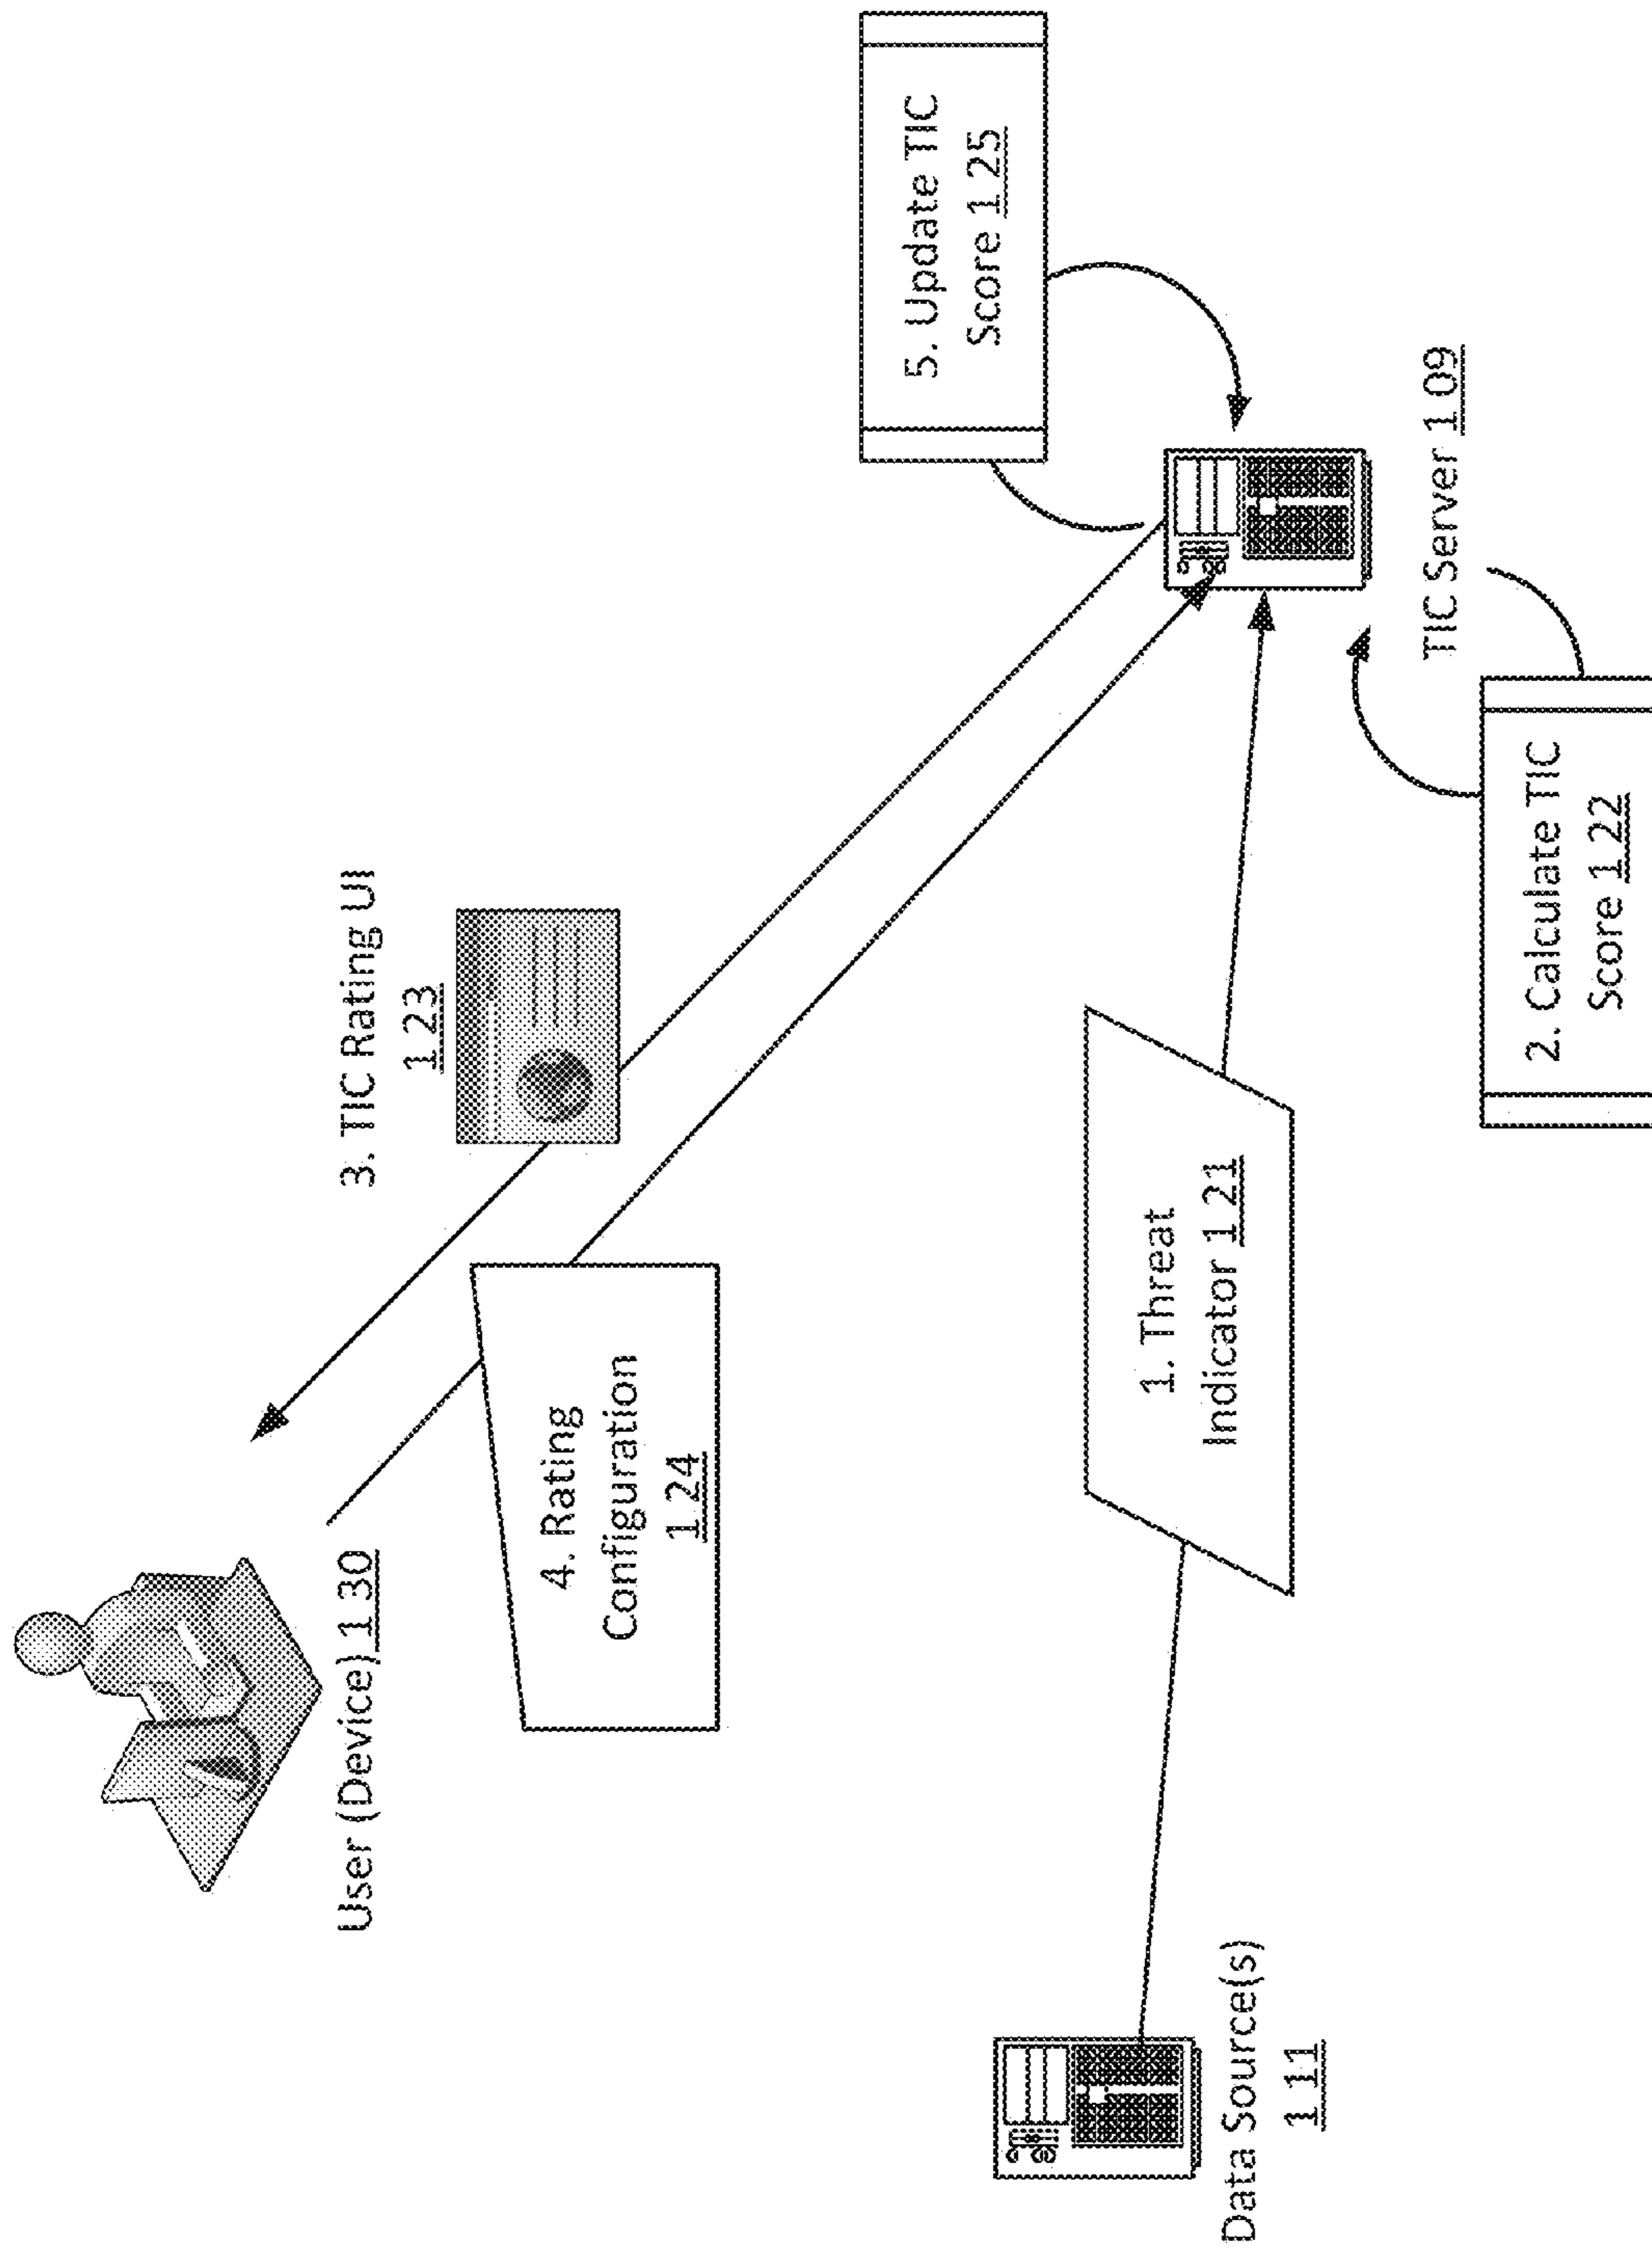 User (Device) 130
3. TIC Rating UI
123
4. Rating
Configuration
124
5. Update TIC
Score 125
1. Threat
Indicator 121
Data Source(s)
111
TIC Server 109
2. Calculate TIC
Score 122